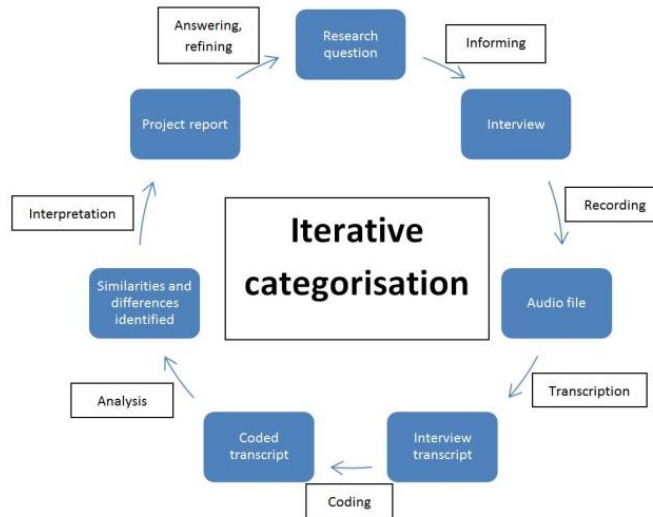 Answering,
refining
Research
question
Informing
Project report
Interview
Interpretation
Iterative
categorisation
Recording
Similarities and
differences
identified
Audio file
Analysis
Transcription
Coded
transcript
Interview
transcript
Coding